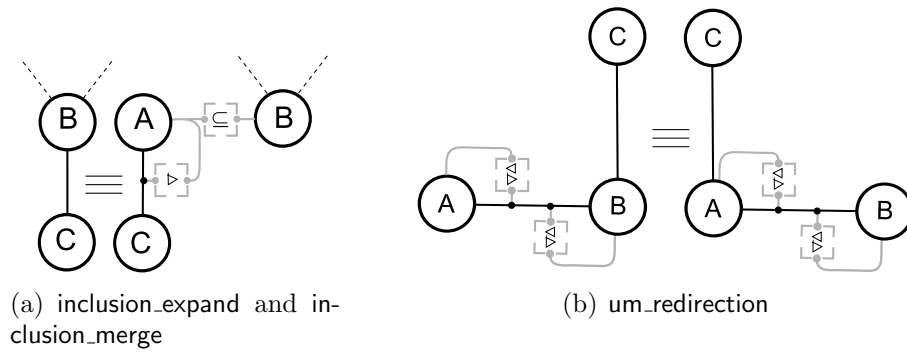 C C
B A ⊆ B
▷
A B A B
C C
(a) inclusion_expand and in-
clusion_merge
(b) um_redirection